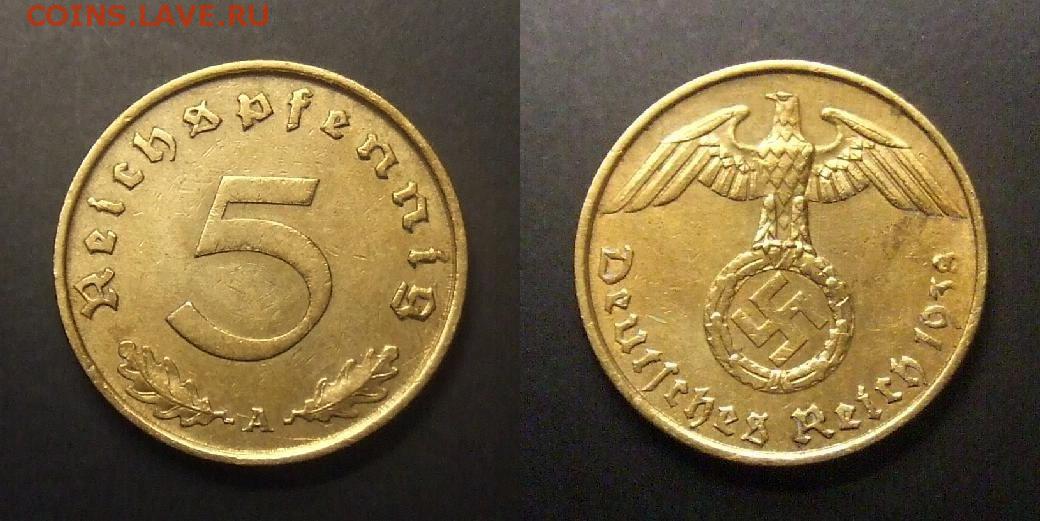 COINS.LAVE.RU
Reichspfennig
5
A
Deutsches Reich 1938